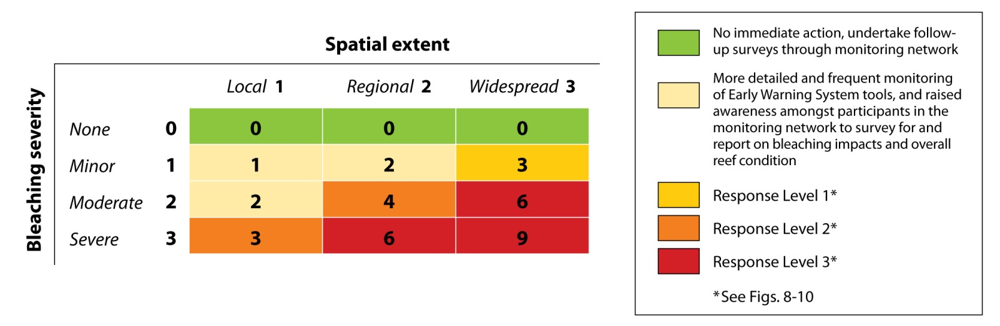 Spatial extent
Bleaching severity
Local 1 Regional 2 Widespread 3
None 0 0 0 0
Minor 1 1 2 3
Moderate 2 2 4 6
Severe 3 3 6 9
No immediate action, undertake follow-
up surveys through monitoring network
More detailed and frequent monitoring
of Early Warning System tools, and raised
awareness amongst participants in the
monitoring network to survey for and
report on bleaching impacts and overall
reef condition
Response Level 1*
Response Level 2*
Response Level 3*
*See Figs. 8-10